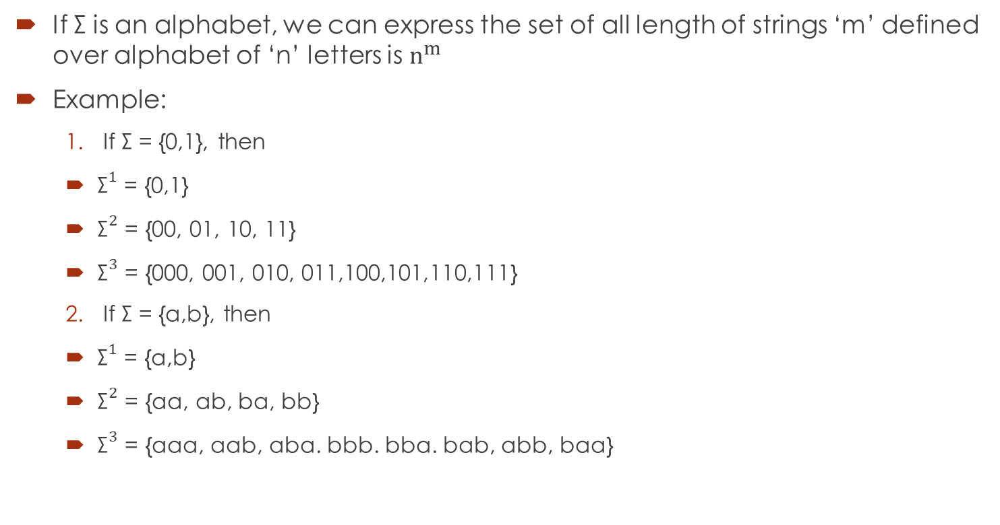 If Σ is an alphabet, we can express the set of all length of strings ‘m’ defined
over alphabet of ‘n’ letters is nᵐ
Example:
1. If Σ = {0,1}, then
Σ¹ = {0,1}
Σ² = {00, 01, 10, 11}
Σ³ = {000, 001, 010, 011,100,101,110,111}
2. If Σ = {a,b}, then
Σ¹ = {a,b}
Σ² = {aa, ab, ba, bb}
Σ³ = {aaa, aab, aba. bbb. bba. bab, abb, baa}